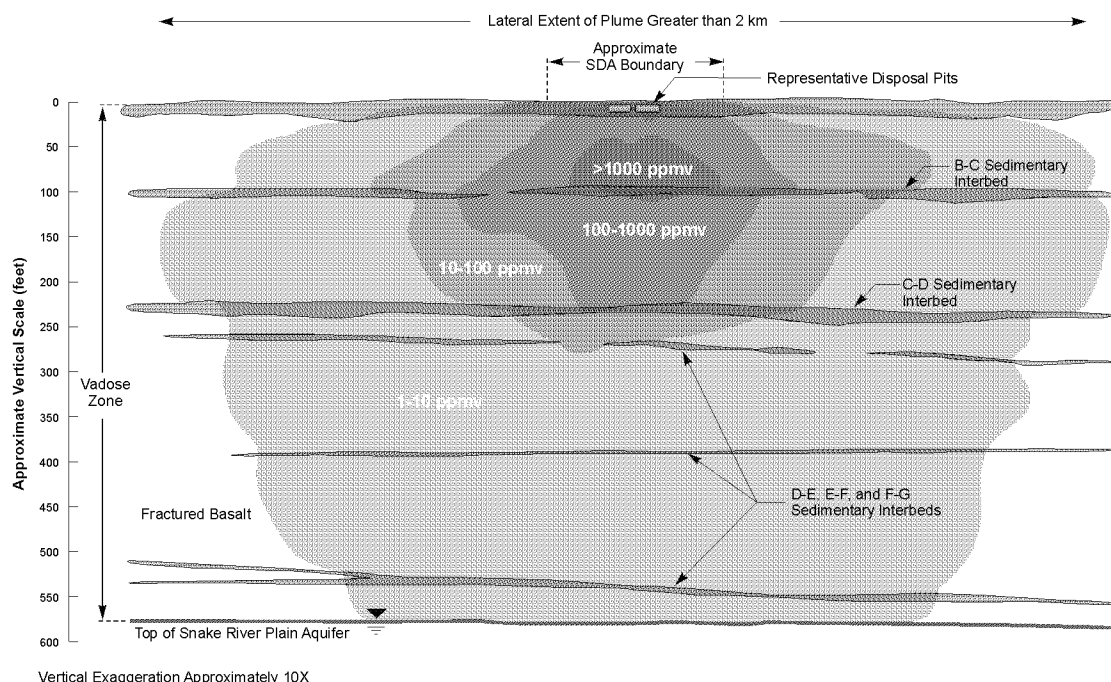 Lateral Extent of Plume Greater than 2 km
Approximate
SDA Boundary
Representative Disposal Pits
0
50
100
150
200
250
300
350
400
450
500
550
600
Approximate Vertical Scale (feet)
Vadose
Zone
>1000 ppmv
B-C Sedimentary
Interbed
100-1000 ppmv
10-100 ppmv
C-D Sedimentary
Interbed
1-10 ppmv
D-E, E-F, and F-G
Sedimentary Interbeds
Fractured Basalt
Top of Snake River Plain Aquifer
Vertical Exaggeration Approximately 10X